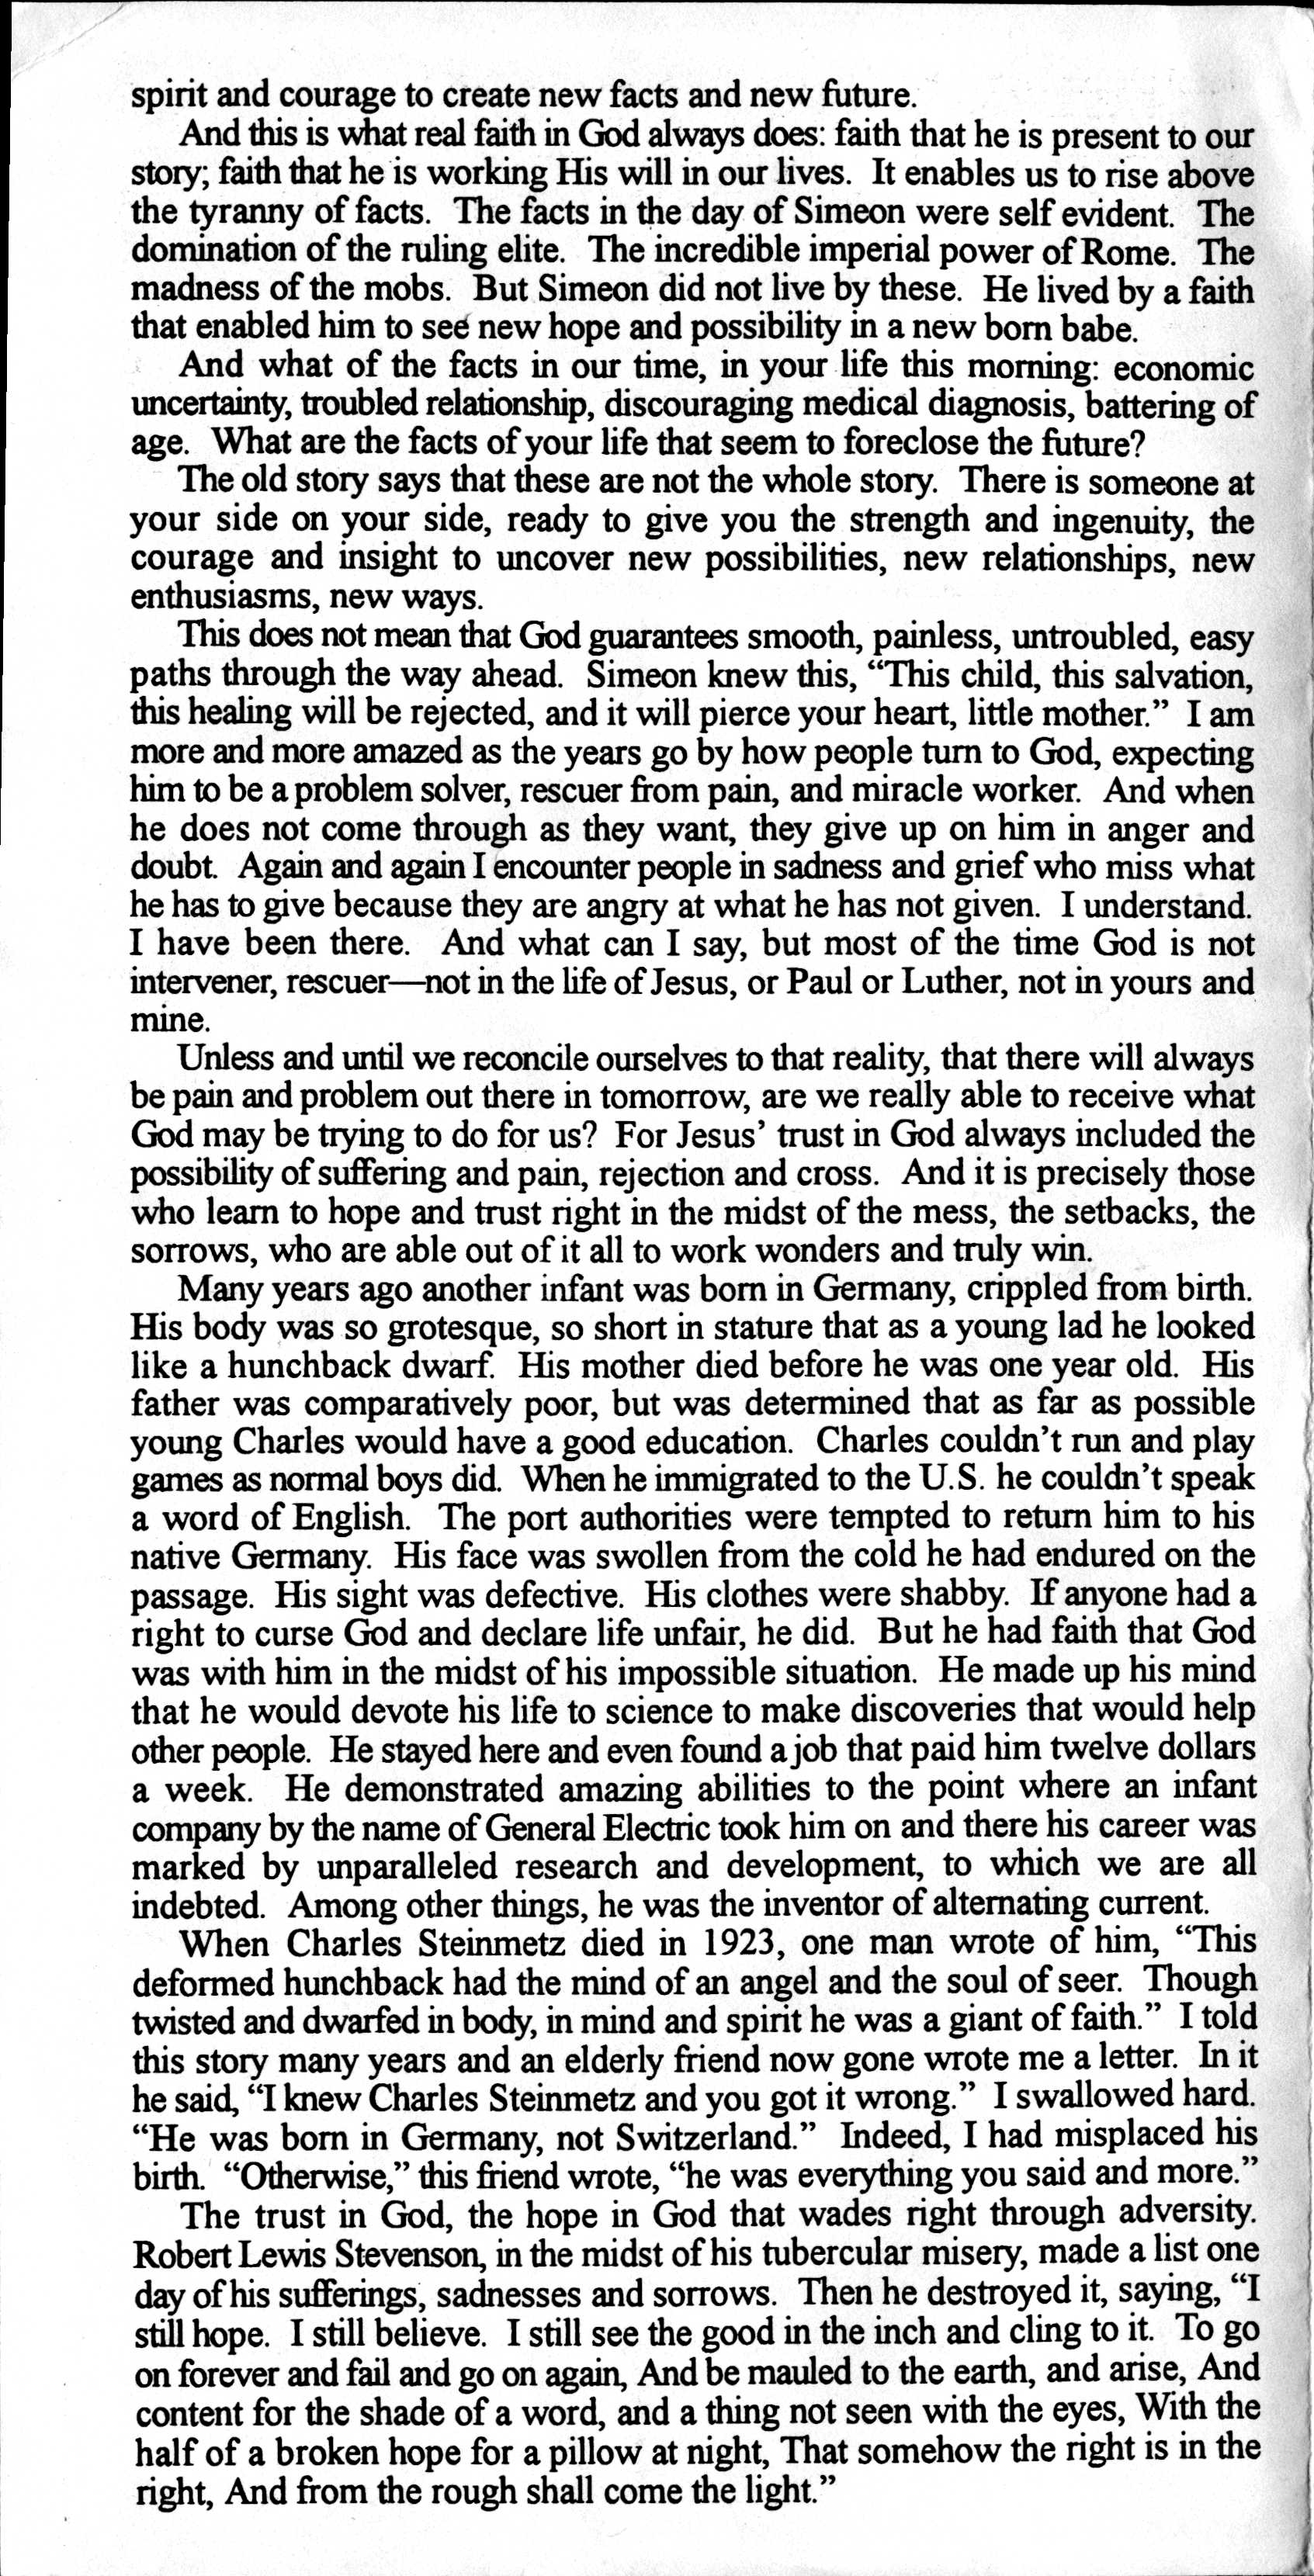 spirit and courage to create new facts and new future.
And this is what real faith in God always does: faith that he is present to our
story; faith that he is working His will in our lives. It enables us to rise above
the tyranny of facts. The facts in the day of Simeon were self evident. The
domination of the ruling elite. The incredible imperial power of Rome. The
madness of the mobs. But Simeon did not live by these. He lived by a faith
that enabled him to see new hope and possibility in a new born babe.
And what of the facts in our time, in your life this morning: economic
uncertainty, troubled relationship, discouraging medical diagnosis, battering of
age. What are the facts of your life that seem to foreclose the future?
The old story says that these are not the whole story. There is someone at
your side on your side, ready to give you the strength and ingenuity, the
courage and insight to uncover new possibilities, new relationships, new
enthusiasms, new ways.
This does not mean that God guarantees smooth, painless, untroubled, easy
paths through the way ahead. Simeon knew this, “This child, this salvation,
this healing will be rejected, and it will pierce your heart, little mother.” I am
more and more amazed as the years go by how people turn to God, expecting
him to be a problem solver, rescuer from pain, and miracle worker. And when
he does not come through as they want, they give up on him in anger and
doubt. Again and again I encounter people in sadness and grief who miss what
he has to give because they are angry at what he has not given. I understand.
I have been there. And what can I say, but most of the time God is not
intervener, rescuer—not in the life of Jesus, or Paul or Luther, not in yours and
mine.
Unless and until we reconcile ourselves to that reality, that there will always
be pain and problem out there in tomorrow, are we really able to receive what
God may be trying to do for us? For Jesus’ trust in God always included the
possibility of suffering and pain, rejection and cross. And it is precisely those
who learn to hope and trust right in the midst of the mess, the setbacks, the
sorrows, who are able out of it all to work wonders and truly win.
Many years ago another infant was born in Germany, crippled from birth.
His body was so grotesque, so short in stature that as a young lad he looked
like a hunchback dwarf. His mother died before he was one year old. His
father was comparatively poor, but was determined that as far as possible
young Charles would have a good education. Charles couldn’t run and play
games as normal boys did. When he immigrated to the U.S. he couldn’t speak
a word of English. The port authorities were tempted to return him to his
native Germany. His face was swollen from the cold he had endured on the
passage. His sight was defective. His clothes were shabby. If anyone had a
right to curse God and declare life unfair, he did. But he had faith that God
was with him in the midst of his impossible situation. He made up his mind
that he would devote his life to science to make discoveries that would help
other people. He stayed here and even found a job that paid him twelve dollars
a week. He demonstrated amazing abilities to the point where an infant
company by the name of General Electric took him on and there his career was
marked by unparalleled research and development, to which we are all
indebted. Among other things, he was the inventor of alternating current.
When Charles Steinmetz died in 1923, one man wrote of him, “This
deformed hunchback had the mind of an angel and the soul of seer. Though
twisted and dwarfed in body, in mind and spirit he was a giant of faith.” I told
this story many years and an elderly friend now gone wrote me a letter. In it
he said, “I knew Charles Steinmetz and you got it wrong.” I swallowed hard.
“He was born in Germany, not Switzerland.” Indeed, I had misplaced his
birth. “Otherwise,” this friend wrote, “he was everything you said and more.”
The trust in God, the hope in God that wades right through adversity.
Robert Lewis Stevenson, in the midst of his tubercular misery, made a list one
day of his sufferings, sadnesses and sorrows. Then he destroyed it, saying, “I
still hope. I still believe. I still see the good in the inch and cling to it. To go
on forever and fail and go on again, And be mauled to the earth, and arise, And
content for the shade of a word, and a thing not seen with the eyes, With the
half of a broken hope for a pillow at night, That somehow the right is in the
right, And from the rough shall come the light.”